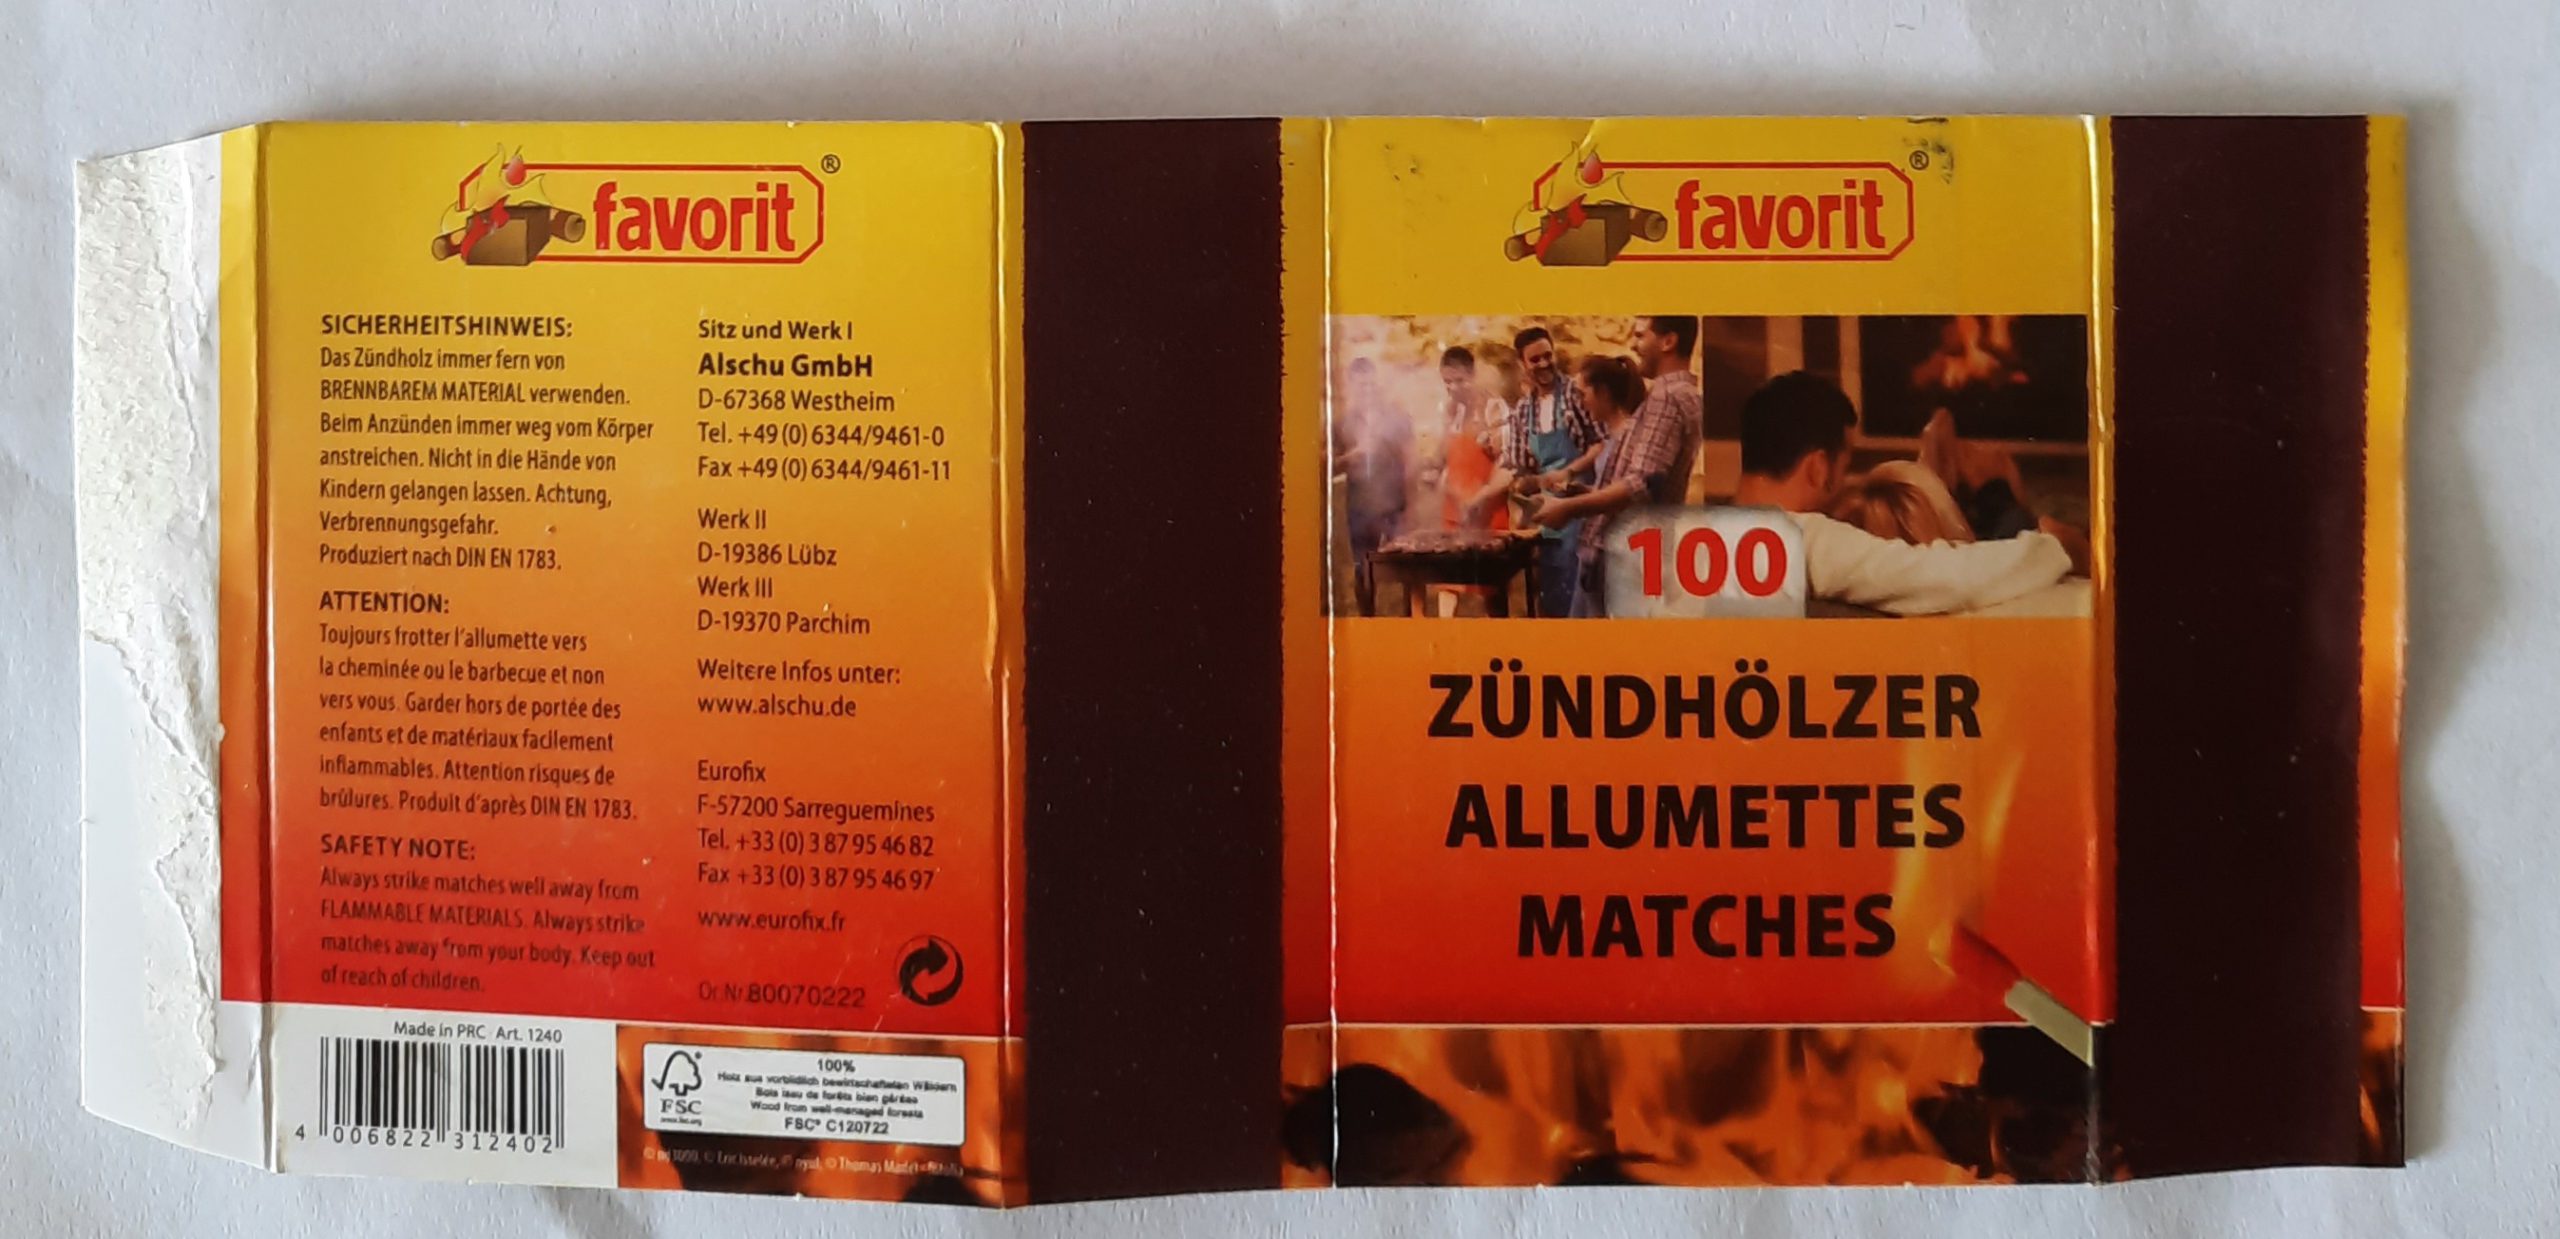 favorit®
SICHERHEITSHINWEIS:
Das Zündholz immer fern von
BRENNBAREM MATERIAL verwenden.
Beim Anzünden immer weg vom Körper
anstreichen. Nicht in die Hände von
Kindern gelangen lassen. Achtung,
Verbrennungsgefahr.
Produziert nach DIN EN 1783.
ATTENTION:
Toujours frotter l'allumette vers
la cheminée ou le barbecue et non
vers vous. Garder hors de portée des
enfants et de matériaux facilement
inflammables. Attention risques de
brûlures. Produit d'après DIN EN 1783.
SAFETY NOTE:
Always strike matches well away from
FLAMMABLE MATERIALS. Always strike
matches away from your body. Keep out
of reach of children.
Sitz und Werk I
Alschu GmbH
D-67368 Westheim
Tel. +49 (0) 6344/9461-0
Fax +49 (0) 6344/9461-11
Werk II
D-19386 Lübz
Werk III
D-19370 Parchim
Weitere Infos unter:
www.alschu.de
Eurofix
F-57200 Sarreguemines
Tel. +33 (0) 3 87 95 46 82
Fax +33 (0) 3 87 95 46 97
www.eurofix.fr
Or.Nr.80070222
Made in PRC Art. 1240
4 006822 312402
FSC
www.fsc.org
100%
Holz aus vorbildlich bewirtschafteten Wäldern
Bois issu de forêts bien gérées
Wood from well-managed forests
FSC® C120722
© Eric Isselée, © nyul, © Thomas
favorit®
100
ZÜNDHÖLZER
ALLUMETTES
MATCHES